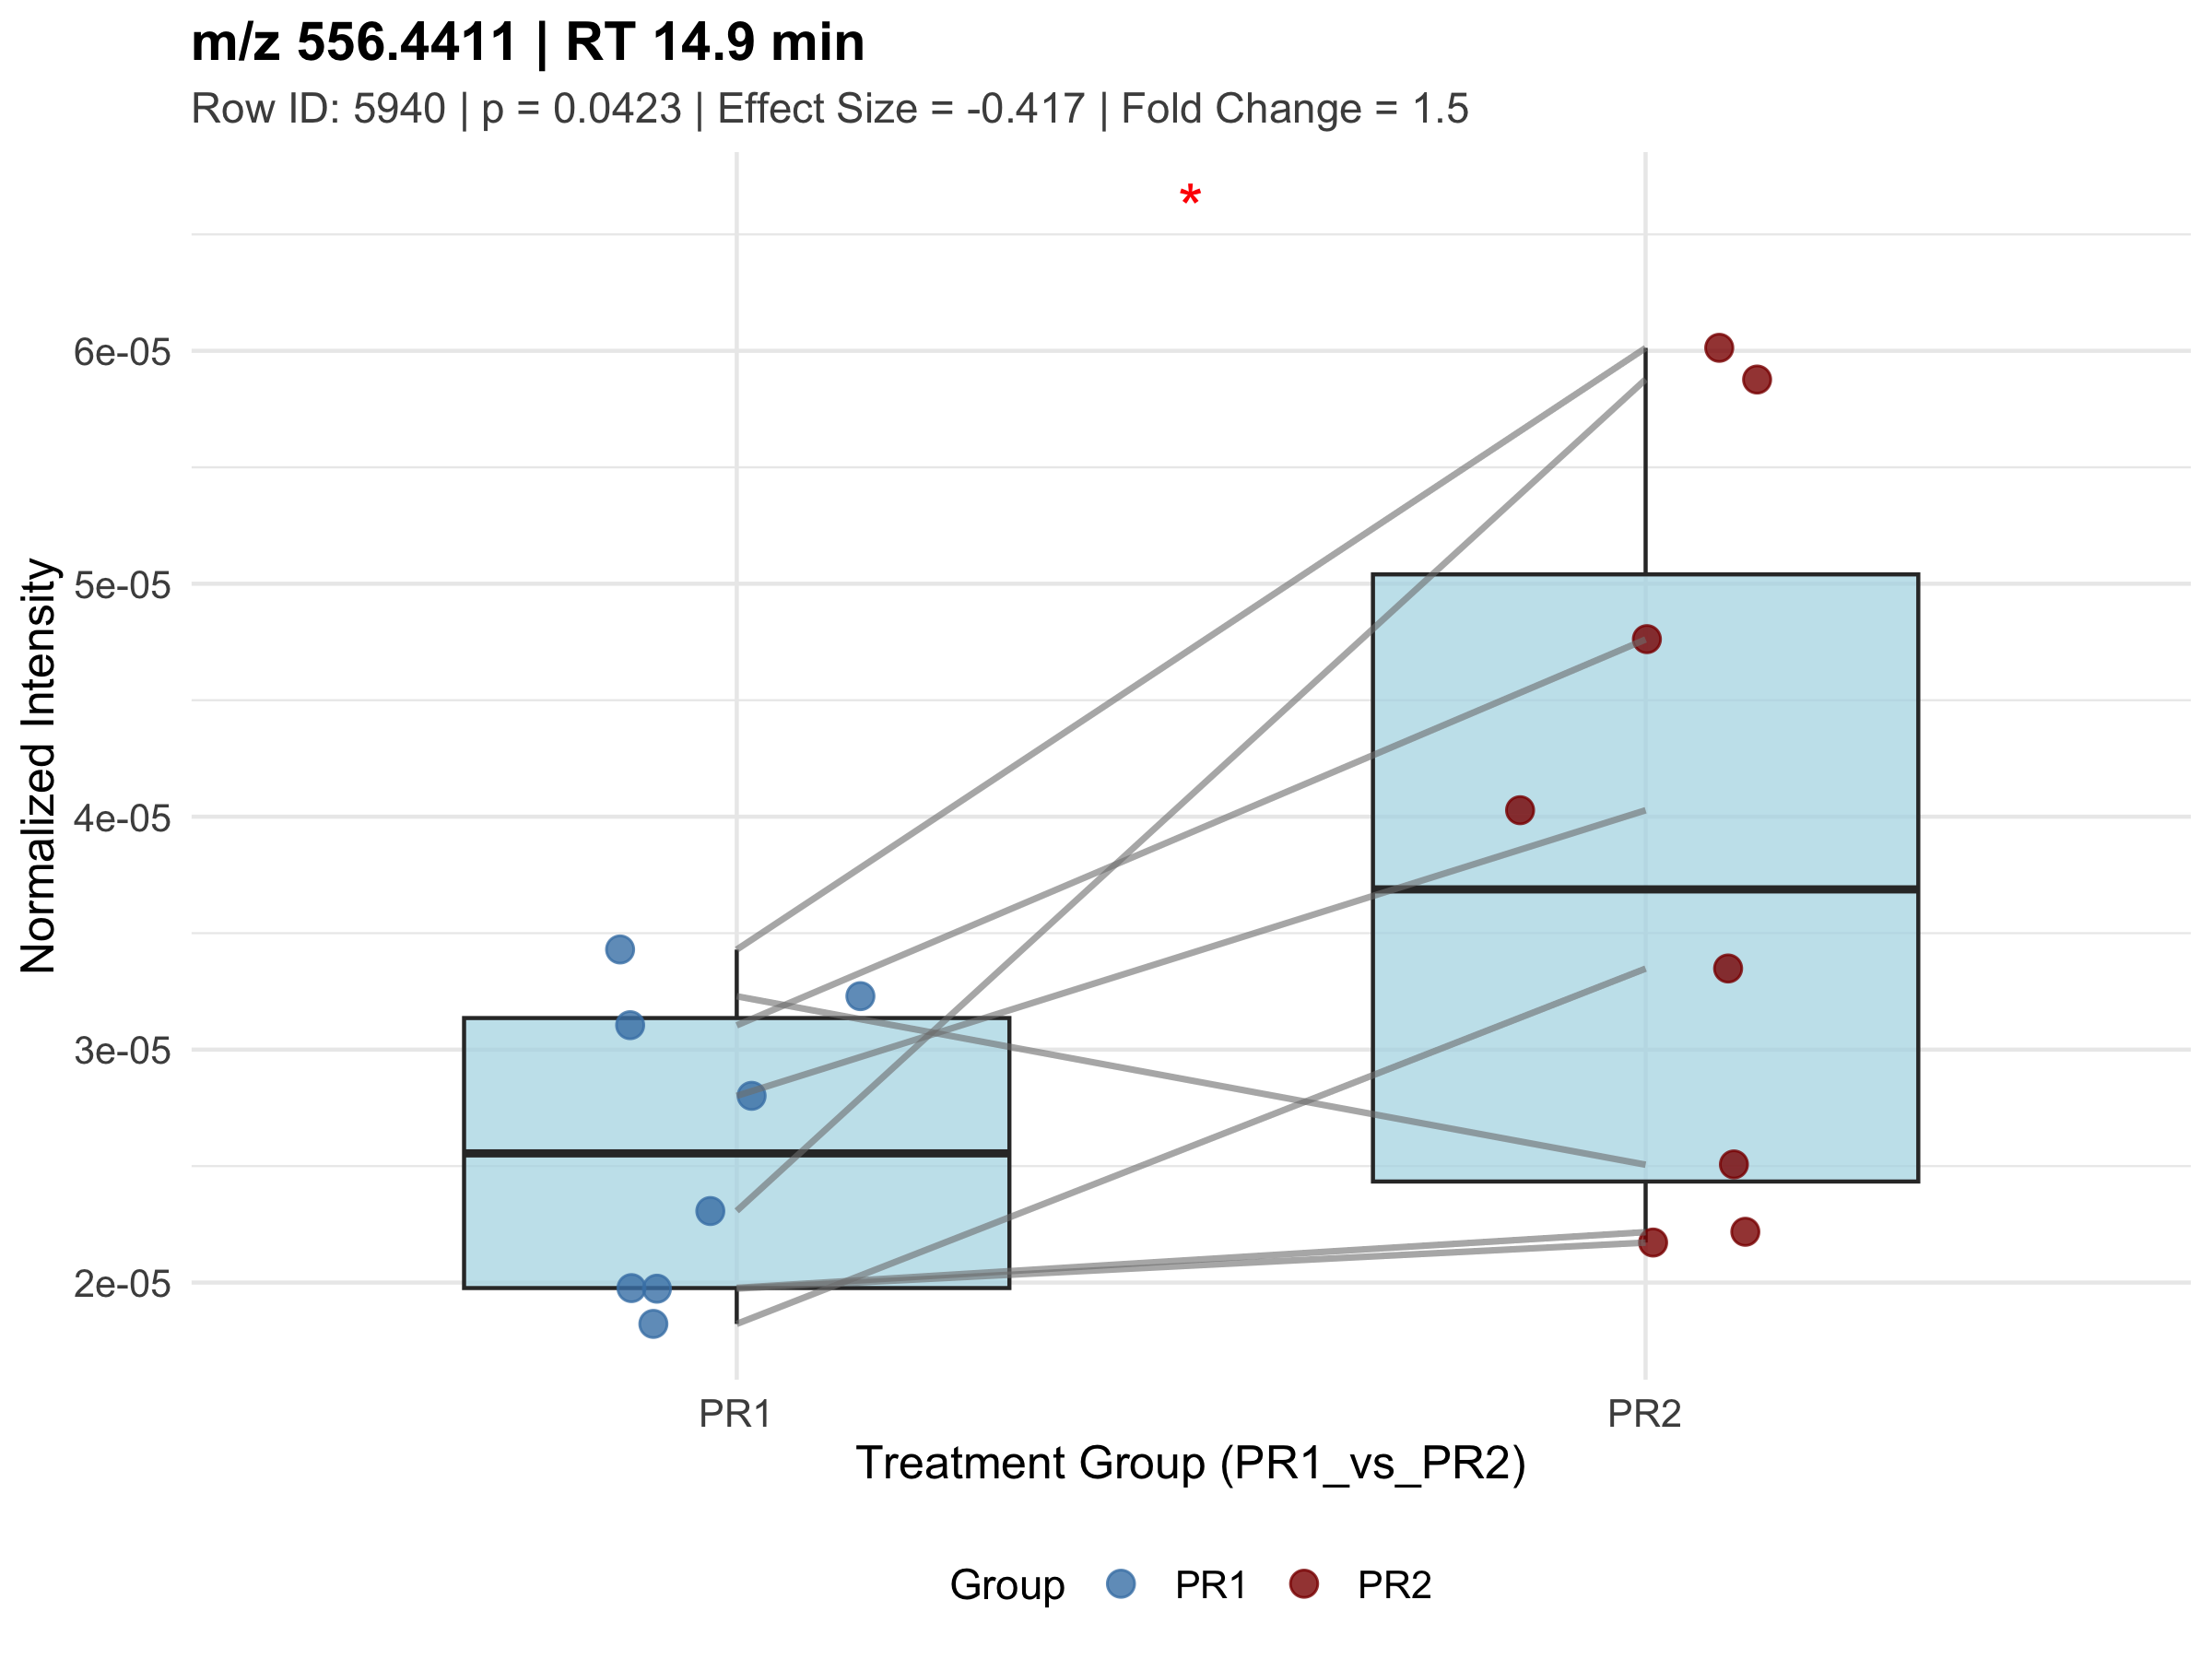 m/z 556.4411 | RT 14.9 min
Row ID: 5940 | p = 0.0423 | Effect Size = -0.417 | Fold Change = 1.5
*
Normalized Intensity
6e-05
5e-05
4e-05
3e-05
2e-05
PR1 PR2
Treatment Group (PR1_vs_PR2)
Group PR1 PR2